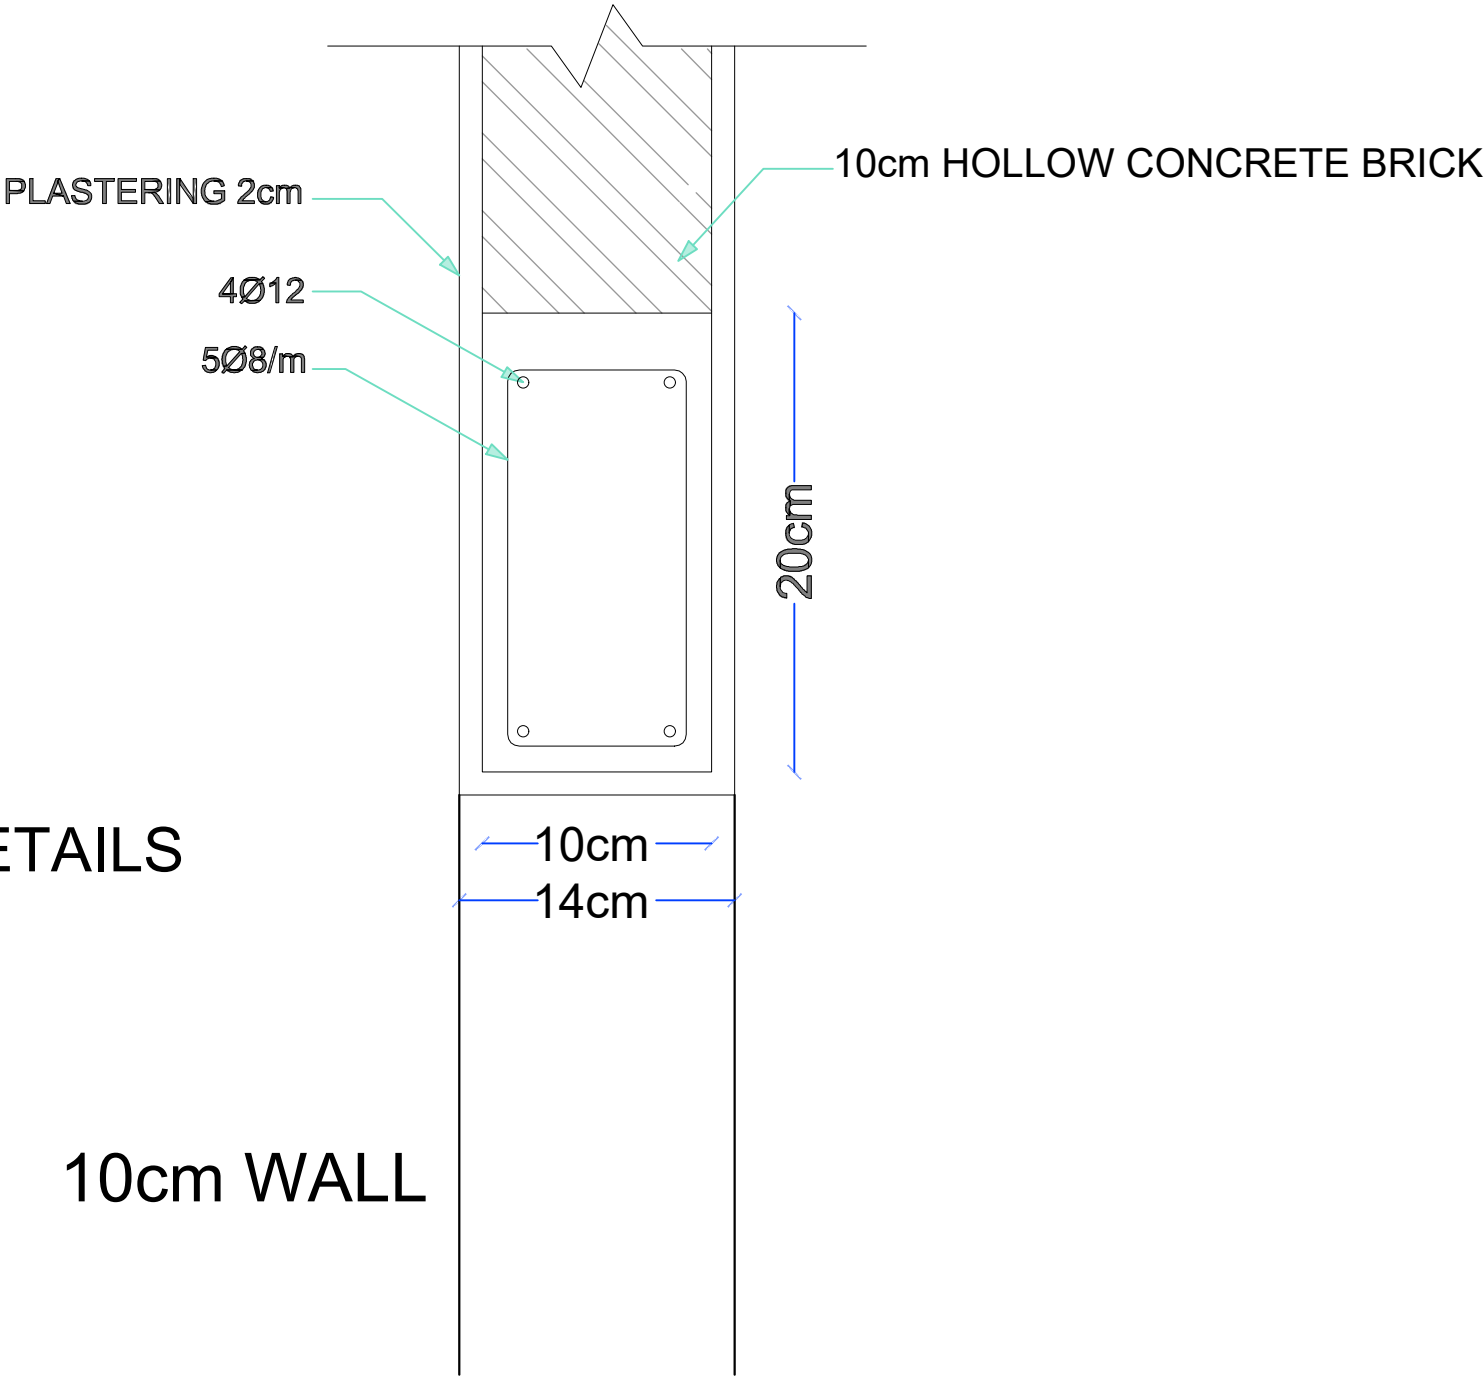 10cm HOLLOW CONCRETE BRICK
PLASTERING 2cm
4Ø12
5Ø8/m
20cm
10cm
ETAILS
14cm
10cm WALL